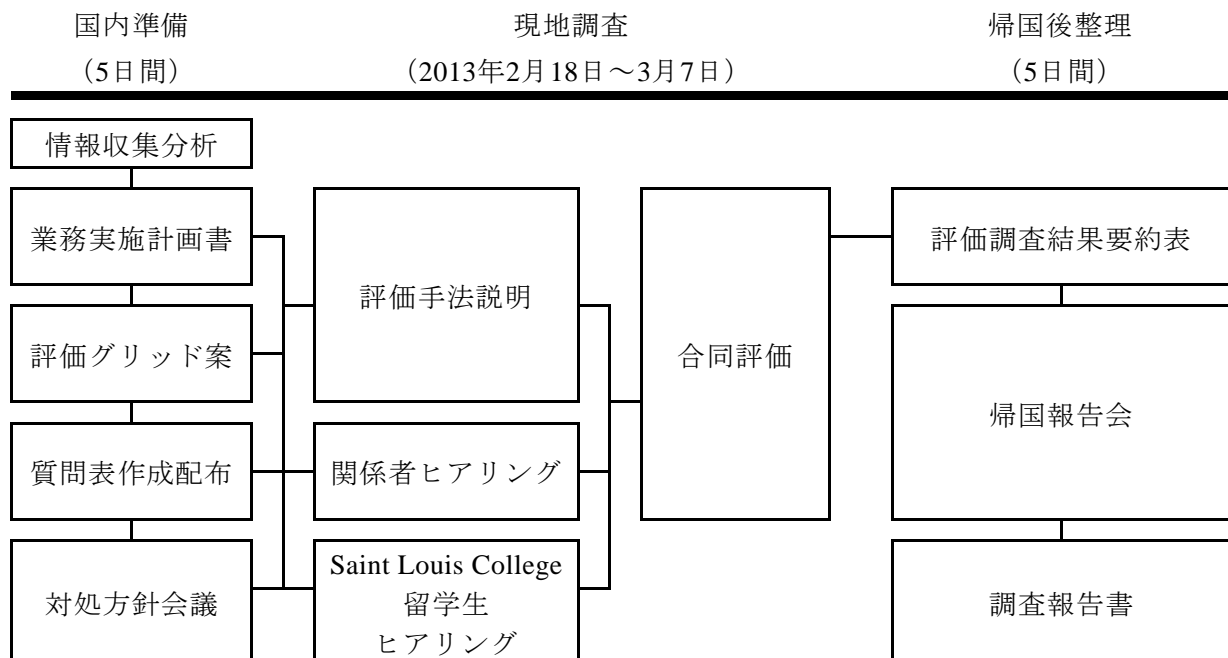 国内準備
（5日間）
現地調査
（2013年2月18日～3月7日）
帰国後整理
（5日間）
情報収集分析
業務実施計画書
評価グリッド案
質問表作成配布
対処方針会議
評価手法説明
関係者ヒアリング
Saint Louis College
留学生
ヒアリング
合同評価
評価調査結果要約表
帰国報告会
調査報告書